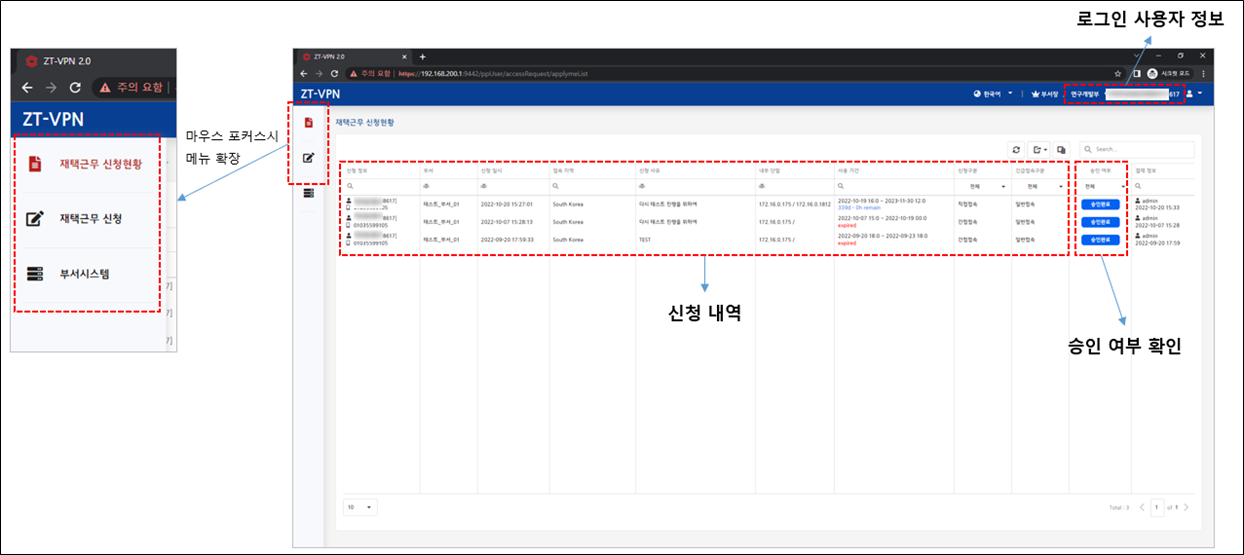 로그인 사용자 정보
ZT-VPN 2.0
주의 요함
ZT-VPN
재택근무 신청현황
재택근무 신청
부서시스템
마우스 포커스시
메뉴 확장
ZT-VPN 2.0
주의 요함 https://192.168.200.1:9442/ppUser/accessRequest/applymeList
시크릿 모드
ZT-VPN
한국어
부서장
연구개발부
617
재택근무 신청현황
Search...
신청 정보 부서 신청 일시 접속 지역 신청 사유 내부 단말 사용 기간 신청구분 긴급접속구분 승인 여부 결재 정보
전체 전체 전체
8617] 테스트_부서_01 2022-10-20 15:27:01 South Korea 다시 테스트 진행을 위하여 172.16.0.175 / 172.16.0.1812 2022-10-19 16:0 ~ 2023-11-30 12:0 직접접속 일반접속 승인완료 admin
339d - 0h remain 2022-10-20 15:33
8617] 테스트_부서_01 2022-10-07 15:28:13 South Korea 다시 테스트 진행을 위하여 172.16.0.175 / 2022-10-07 15:0 ~ 2022-10-19 00:0 간접접속 일반접속 승인완료 admin
01035599105 expired 2022-10-07 15:28
8617] 테스트_부서_01 2022-09-20 17:59:33 South Korea TEST 172.16.0.175 / 2022-09-20 18:0 ~ 2022-09-23 18:0 간접접속 일반접속 승인완료 admin
01035599105 expired 2022-09-20 17:59
신청 내역
승인 여부 확인
10
Total : 3
1 of 1